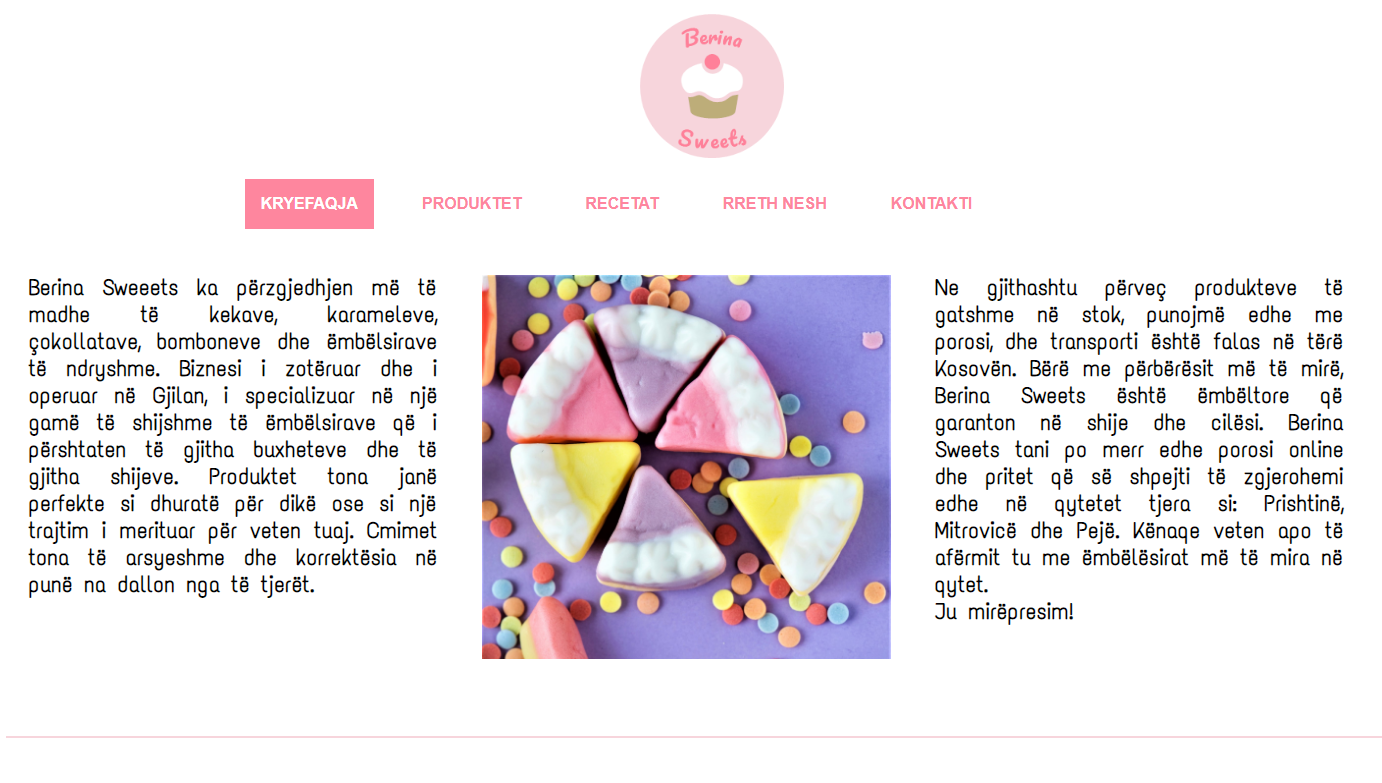 Berina
Sweets
KRYEFAQJA
PRODUKTET
RECETAT
RRETH NESH
KONTAKTI
Berina Sweeets ka përzgjedhjen më të
madhe të kekave, karameleve,
çokollatave, bomboneve dhe ëmbëlsirave
të ndryshme. Biznesi i zotëruar dhe i
operuar në Gjilan, i specializuar në një
gamë të shijshme të ëmbëlsirave që i
përshtaten të gjitha buxheteve dhe të
gjitha shijeve. Produktet tona janë
perfekte si dhuratë për dikë ose si një
trajtim i merituar për veten tuaj. Cmimet
tona të arsyeshme dhe korrektësia në
punë na dallon nga të tjerët.
Ne gjithashtu përveç produkteve të
gatshme në stok, punojmë edhe me
porosi, dhe transporti është falas në tërë
Kosovën. Bërë me përbërësit më të mirë,
Berina Sweets është ëmbëltore që
garanton në shije dhe cilësi. Berina
Sweets tani po merr edhe porosi online
dhe pritet që së shpejti të zgjerohemi
edhe në qytetet tjera si: Prishtinë,
Mitrovicë dhe Pejë. Kënaqe veten apo të
afërmit tu me ëmbëlësirat më të mira në
qytet.
Ju mirëpresim!